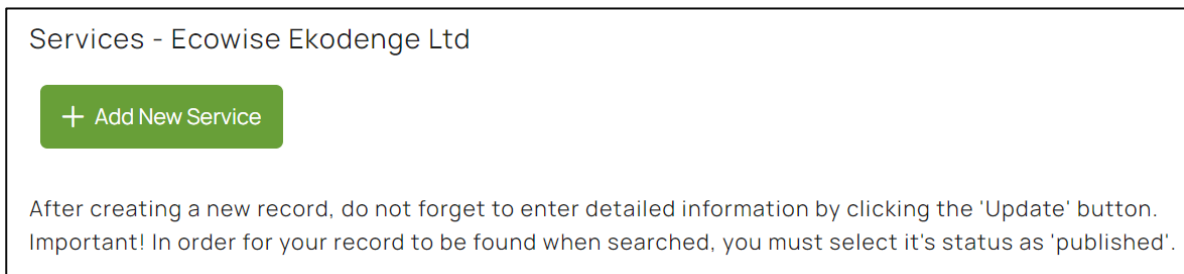 Services - Ecowise Ekodenge Ltd
+ Add New Service
After creating a new record, do not forget to enter detailed information by clicking the 'Update' button.
Important! In order for your record to be found when searched, you must select it's status as 'published'.